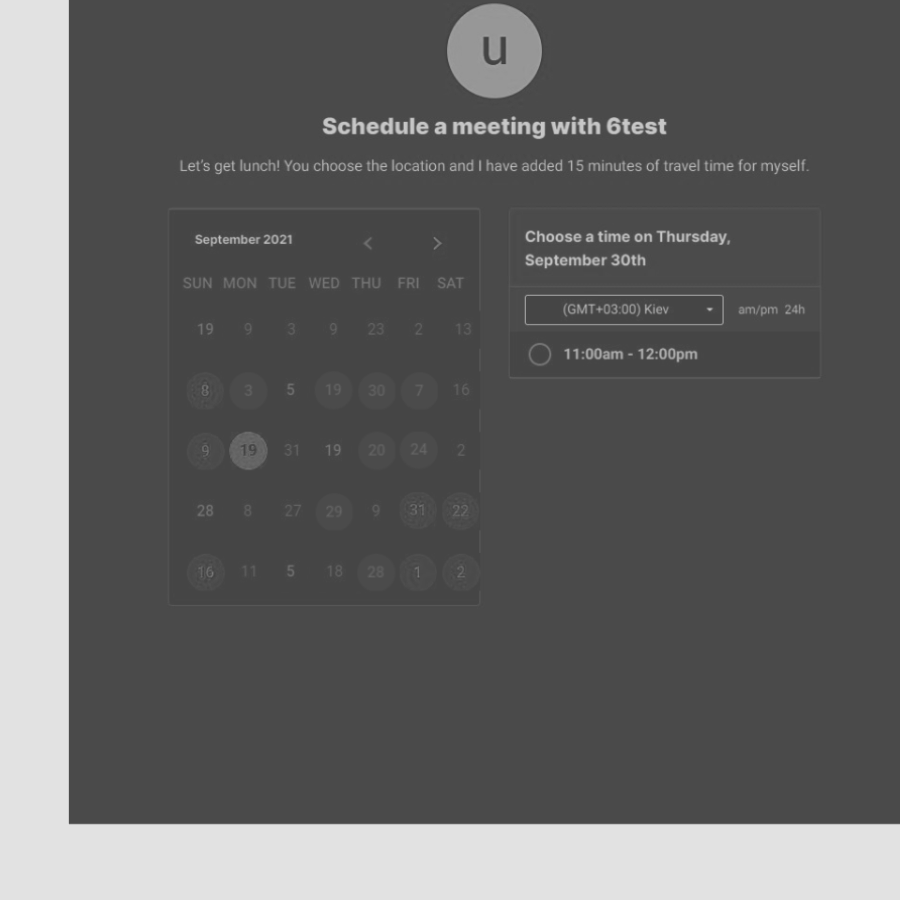 u
Schedule a meeting with 6test
Let's get lunch! You choose the location and I have added 15 minutes of travel time for myself.
September 2021
SUN MON TUE WED THU FRI SAT
19 9 3 9 23 2 13
8 3 5 19 30 7 16
9 19 31 19 20 24 2
28 8 27 29 9 31 22
16 11 5 18 28 1 2
Choose a time on Thursday,
September 30th
(GMT+03:00) Kiev am/pm 24h
11:00am - 12:00pm